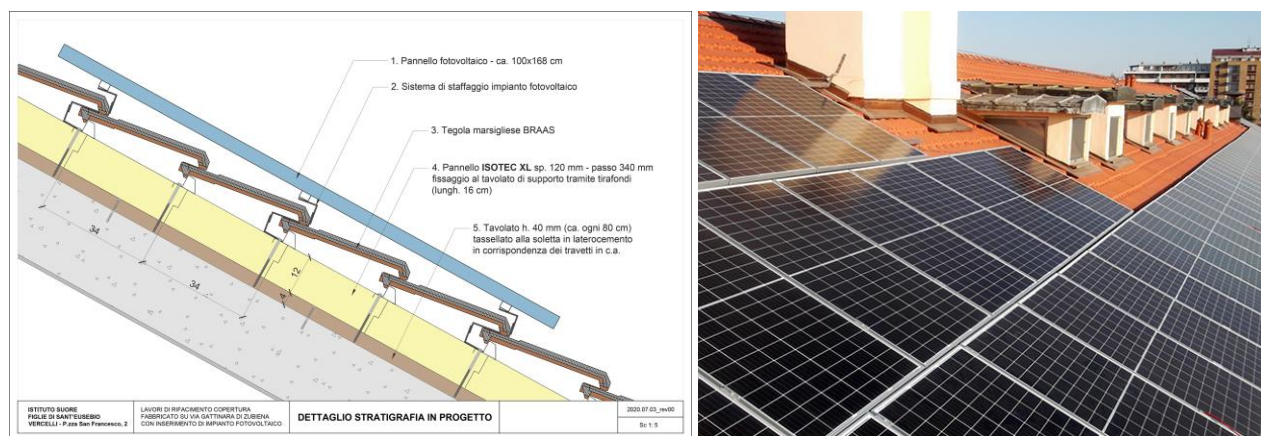 1. Pannello fotovoltaico - ca. 100x168 cm
2. Sistema di staffaggio impianto fotovoltaico
3. Tegola marsigliese BRAAS
4. Pannello ISOTEC XL sp. 120 mm - passo 340 mm
fissaggio al tavolato di supporto tramite tirafondi
(lungh. 16 cm)
5. Tavolato h. 40 mm (ca. ogni 80 cm)
tassellato alla soletta in laterocemento
in corrispondenza dei travetti in c.a.
34
34
12
4
ISTITUTO SUORE
FIGLIE DI SANT'EUSEBIO
VERCELLI - P.zza San Francesco, 2
LAVORI DI RIFACIMENTO COPERTURA
FABBRICATO SU VIA GATTINARA DI ZUBIENA
CON INSERIMENTO DI IMPIANTO FOTOVOLTAICO
DETTAGLIO STRATIGRAFIA IN PROGETTO
2020.07.03_rev00
Sc 1: 5